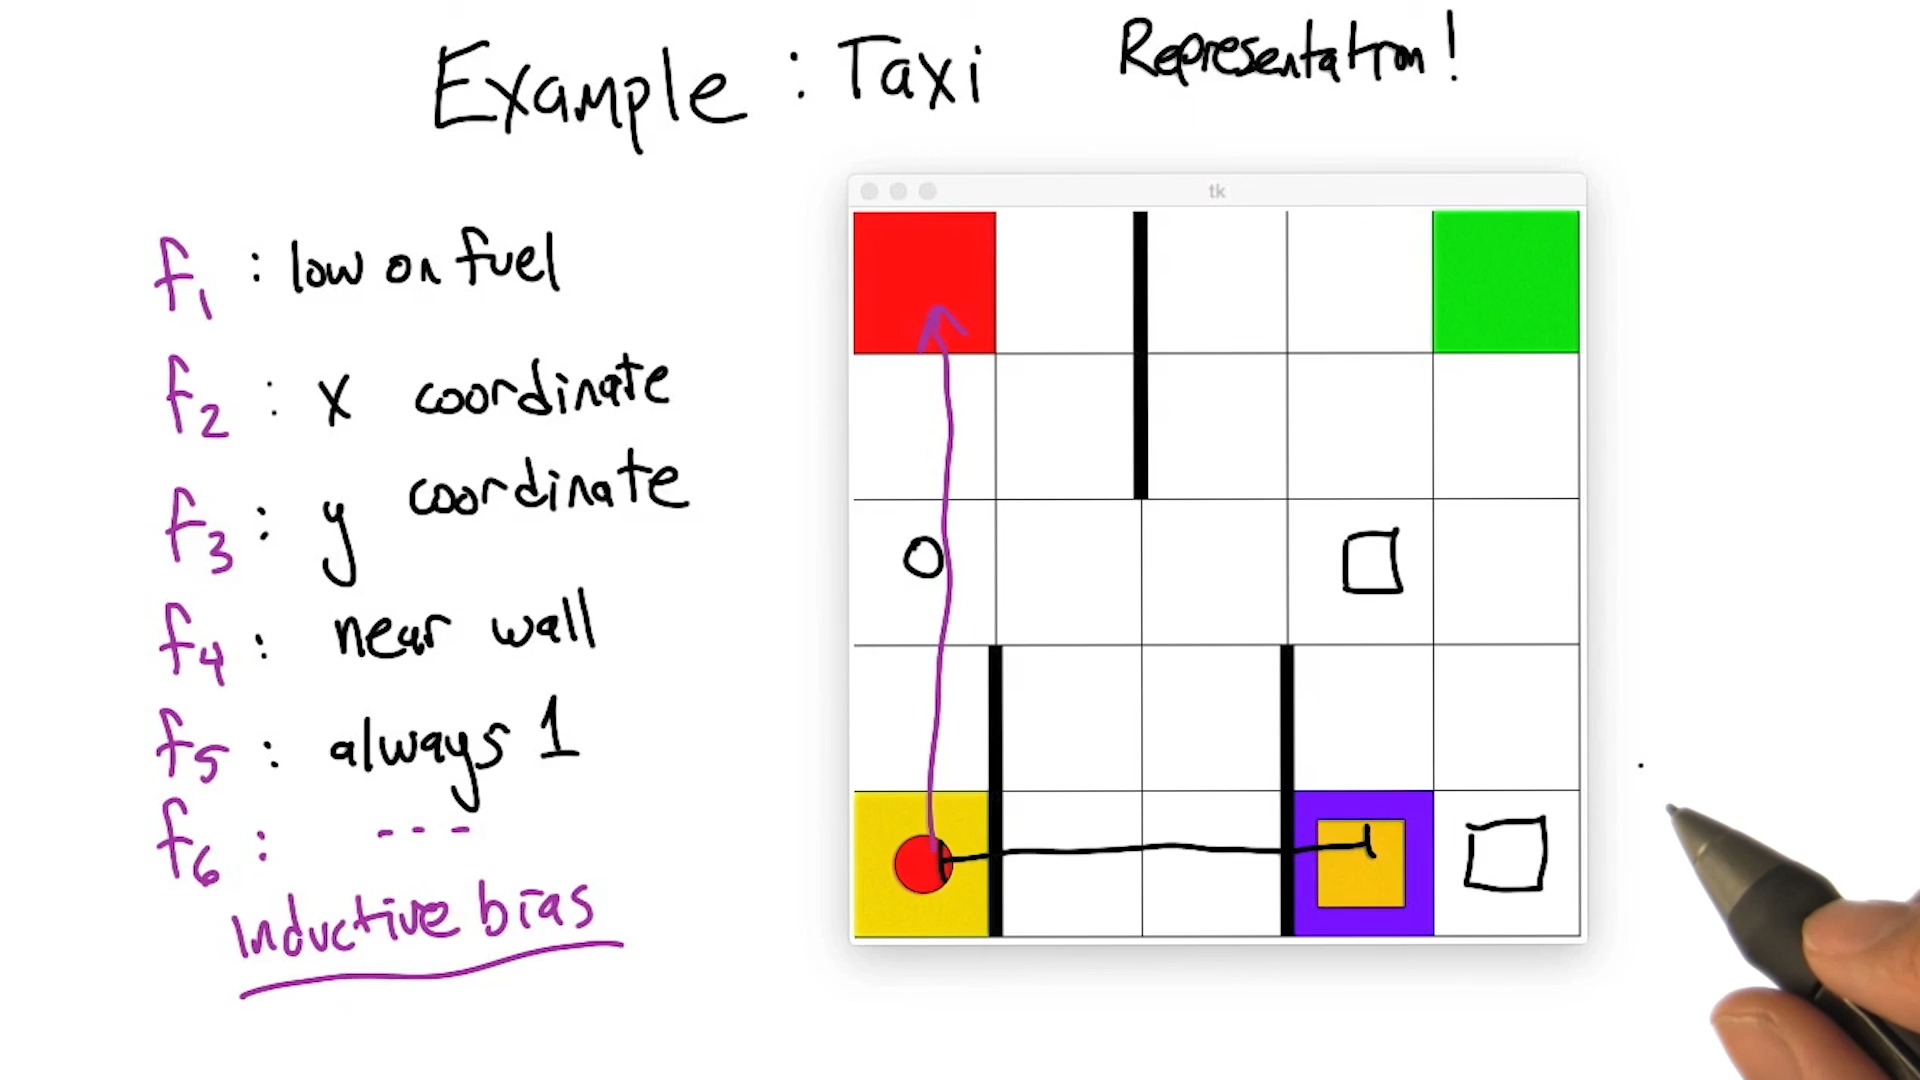 Example : Taxi
Representation!
tk
f1 : low on fuel
f2 : x coordinate
f3 : y coordinate
f4 : near wall
f5 : always 1
f6 : ---
Inductive bias